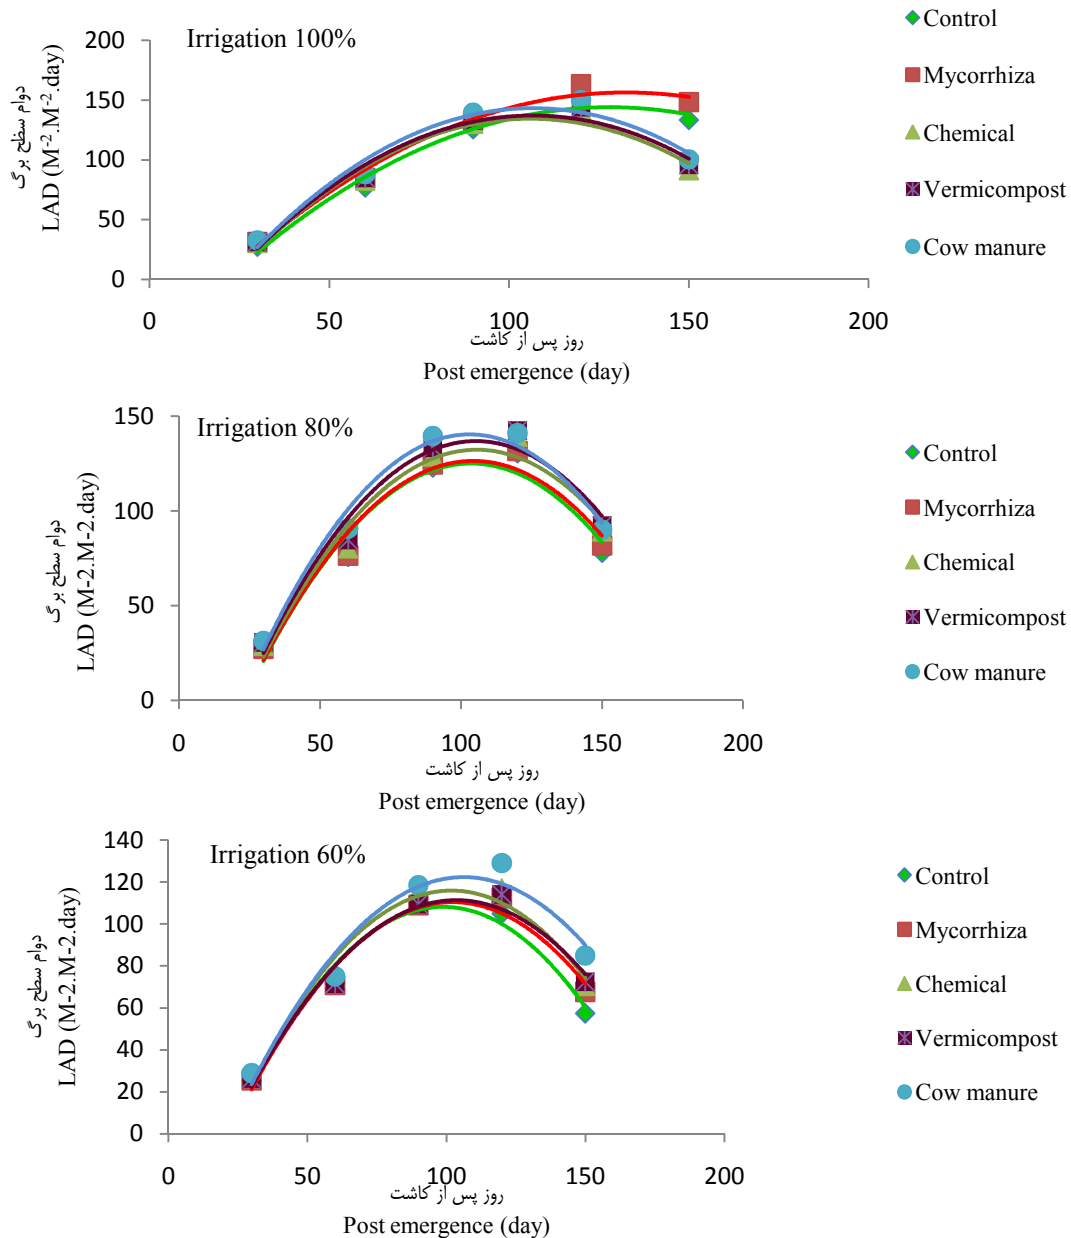 Irrigation 100%
200
150
100
50
0
0 50 100 150 200
دوام سطح برگ
LAD (M⁻².M⁻².day)
روز پس از کاشت
Post emergence (day)
Control
Mycorrhiza
Chemical
Vermicompost
Cow manure
Irrigation 80%
150
100
50
0
0 50 100 150 200
دوام سطح برگ
LAD (M-2.M-2.day)
روز پس از کاشت
Post emergence (day)
Control
Mycorrhiza
Chemical
Vermicompost
Cow manure
Irrigation 60%
140
120
100
80
60
40
20
0
0 50 100 150 200
دوام سطح برگ
LAD (M-2.M-2.day)
روز پس از کاشت
Post emergence (day)
Control
Mycorrhiza
Chemical
Vermicompost
Cow manure